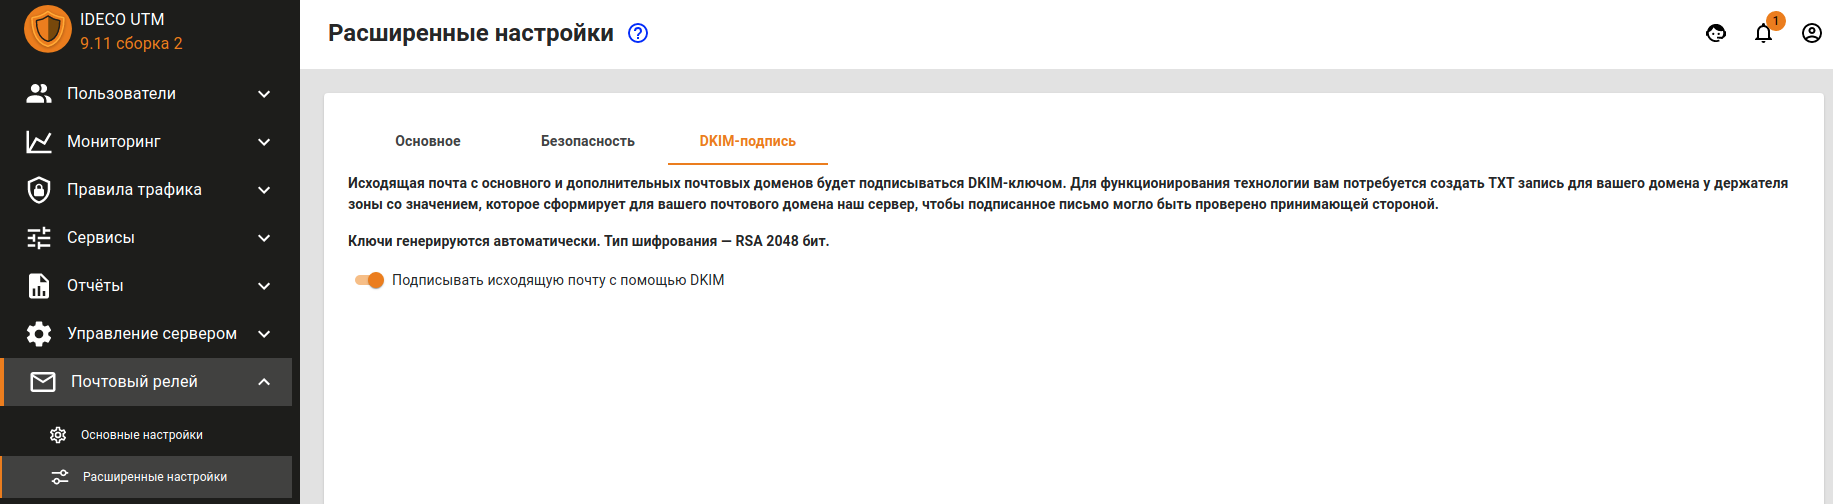 IDECO UTM
9.11 сборка 2
Пользователи
Мониторинг
Правила трафика
Сервисы
Отчёты
Управление сервером
Почтовый релей
Основные настройки
Расширенные настройки
Расширенные настройки
1
Основное Безопасность DKIM-подпись
Исходящая почта с основного и дополнительных почтовых доменов будет подписываться DKIM-ключом. Для функционирования технологии вам потребуется создать TXT запись для вашего домена у держателя
зоны со значением, которое сформирует для вашего почтового домена наш сервер, чтобы подписанное письмо могло быть проверено принимающей стороной.
Ключи генерируются автоматически. Тип шифрования — RSA 2048 бит.
Подписывать исходящую почту с помощью DKIM